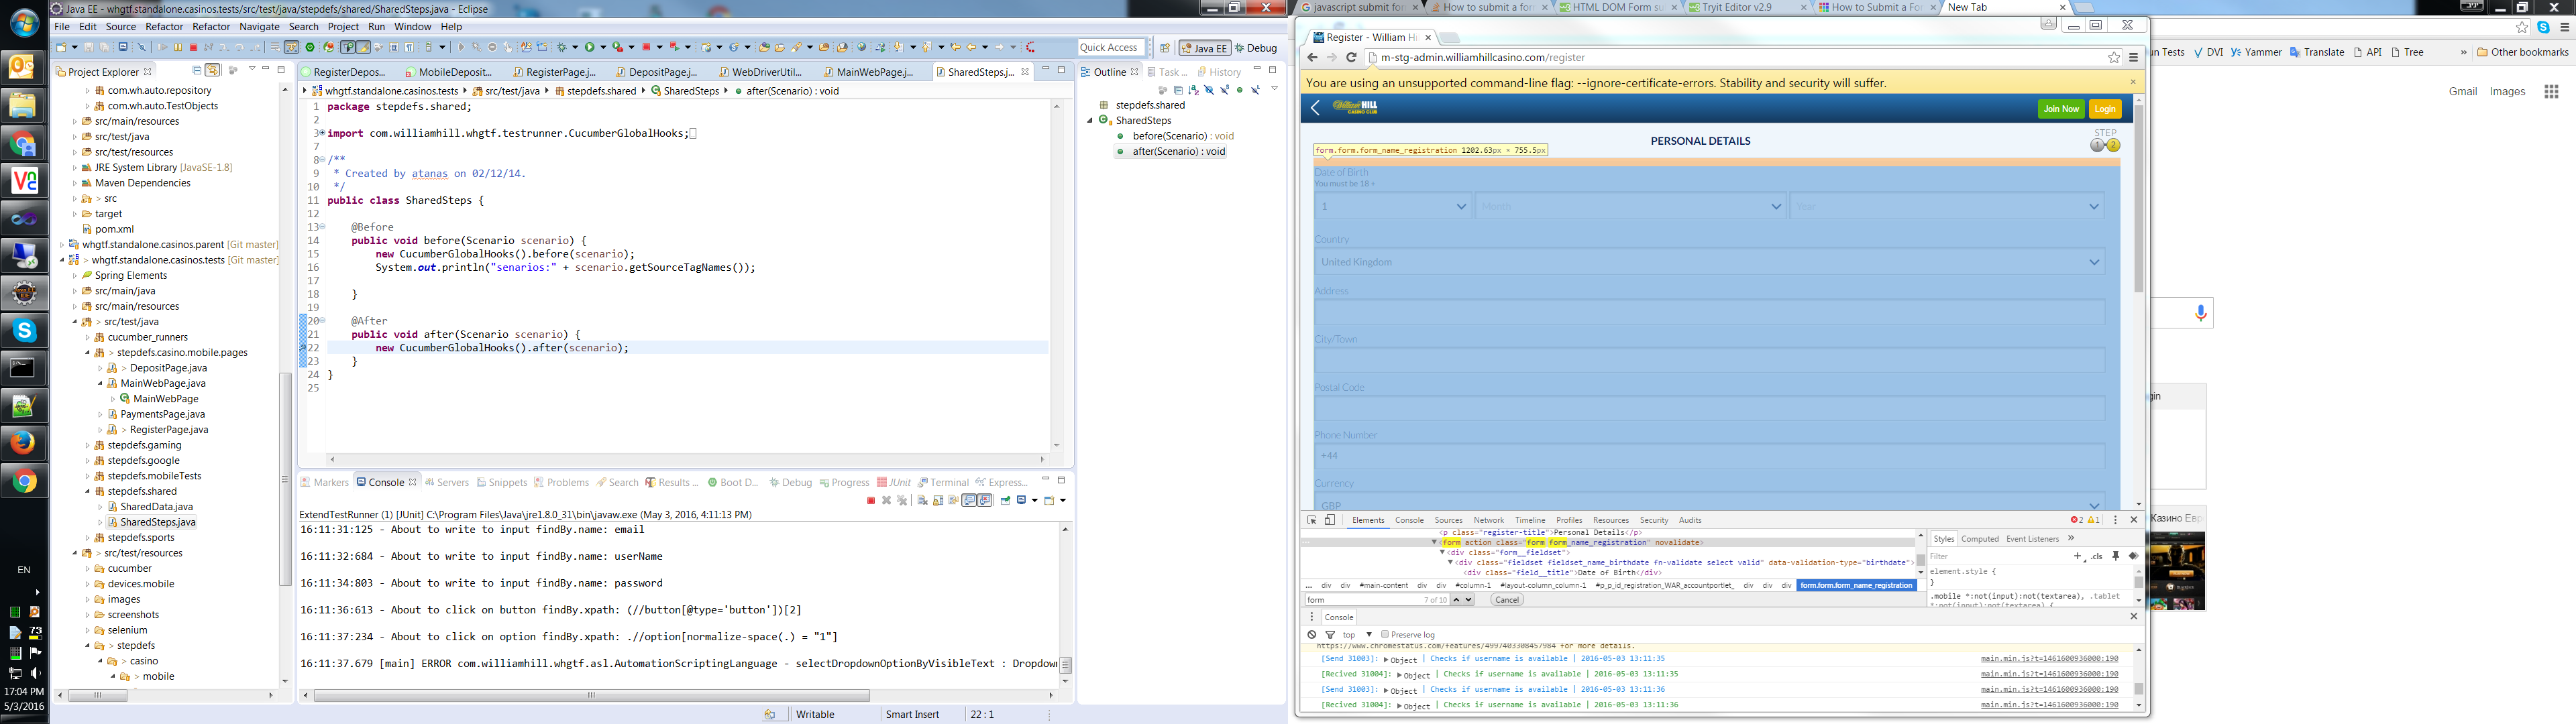 Java EE - whgtf.standalone.casinos.tests/src/test/java/stepdefs/shared/SharedSteps.java - Eclipse
File Edit Source Refactor Refactor Navigate Search Project Run Window Help
Quick Access Java EE Debug
Project Explorer
com.wh.auto.repository
com.wh.auto.TestObjects
src/main/resources
src/test/java
src/test/resources
JRE System Library [JavaSE-1.8]
Maven Dependencies
> src
target
pom.xml
whgtf.standalone.casinos.parent [Git master]
> whgtf.standalone.casinos.tests [Git master]
Spring Elements
src/main/java
src/main/resources
> src/test/java
cucumber_runners
> stepdefs.casino.mobile.pages
> DepositPage.java
MainWebPage.java
MainWebPage
PaymentsPage.java
> RegisterPage.java
stepdefs.gaming
stepdefs.google
stepdefs.mobileTests
stepdefs.shared
SharedData.java
SharedSteps.java
stepdefs.sports
> src/test/resources
cucumber
devices.mobile
> images
screenshots
selenium
> stepdefs
> casino
> mobile
EN
73
17:04 PM
5/3/2016
RegisterDepos... MobileDeposit... RegisterPage.j... DepositPage.j... WebDriverUtil... MainWebPage.j... SharedSteps.j...
whgtf.standalone.casinos.tests src/test/java stepdefs.shared SharedSteps after(Scenario) : void
1 package stepdefs.shared;
2
3 import com.williamhill.whgtf.testrunner.CucumberGlobalHooks;
7
8 /**
9 * Created by atanas on 02/12/14.
10 */
11 public class SharedSteps {
12
13 @Before
14 public void before(Scenario scenario) {
15 new CucumberGlobalHooks().before(scenario);
16 System.out.println("senarios:" + scenario.getSourceTagNames());
17
18 }
19
20 @After
21 public void after(Scenario scenario) {
22 new CucumberGlobalHooks().after(scenario);
23 }
24 }
25
Outline Task ... History
stepdefs.shared
SharedSteps
before(Scenario) : void
after(Scenario) : void
Markers Console Servers Snippets Problems Search Results ... Boot D... Debug Progress JUnit Terminal Express...
ExtendTestRunner (1) [JUnit] C:\Program Files\Java\jre1.8.0_31\bin\javaw.exe (May 3, 2016, 4:11:13 PM)
16:11:31:125 - About to write to input findBy.name: email
16:11:32:684 - About to write to input findBy.name: userName
16:11:34:803 - About to write to input findBy.name: password
16:11:36:613 - About to click on button findBy.xpath: (//button[@type='button'])[2]
16:11:37:234 - About to click on option findBy.xpath: .//option[normalize-space(.) = "1"]
16:11:37.679 [main] ERROR com.williamhill.whgtf.asl.AutomationScriptingLanguage - selectDropdownOptionByVisibleText : Dropdow
Writable Smart Insert 22 : 1
javascript submit for How to submit a form HTML DOM Form su Tryit Editor v2.9 How to Submit a For New Tab
Register - William Hi
m-stg-admin.williamhillcasino.com/register
You are using an unsupported command-line flag: --ignore-certificate-errors. Stability and security will suffer.
William HILL
CASINO CLUB
Join Now Login
PERSONAL DETAILS
STEP
1 2
form.form.form_name_registration 1202.63px × 755.5px
Date of Birth
You must be 18 +
1 Month Year
Country
United Kingdom
Address
City/Town
Postal Code
Phone Number
+44
Currency
GBP
Elements Console Sources Network Timeline Profiles Resources Security Audits 2 1
<p class="register-title">Personal Details</p>
<form action class="form form_name_registration" novalidate>
<div class="form__fieldset">
<div class="fieldset fieldset_name_birthdate fn-validate select valid" data-validation-type="birthdate">
<div class="field__title">Date of Birth</div>
... div div #main-content div div #column-1 #layout-column_column-1 #p_p_id_registration_WAR_accountportlet_ div div div form.form.form_name_registration
form 7 of 10 Cancel
Styles Computed Event Listeners
Filter + .cls
element.style {
}
.mobile *:not(input):not(textarea), .tablet
*:not(input):not(textarea) {
Console
top Preserve log
https://www.chromestatus.com/features/4997403308457984 for more details.
[Send 31003]: Object | Checks if username is available | 2016-05-03 13:11:35 main.min.js?t=1461600936000:190
[Recived 31004]: Object | Checks if username is available | 2016-05-03 13:11:35 main.min.js?t=1461600936000:190
[Send 31003]: Object | Checks if username is available | 2016-05-03 13:11:36 main.min.js?t=1461600936000:190
[Recived 31004]: Object | Checks if username is available | 2016-05-03 13:11:36 main.min.js?t=1461600936000:190
un Tests DVI Yammer Translate API Tree » Other bookmarks
Gmail Images
gin
Казино Евр